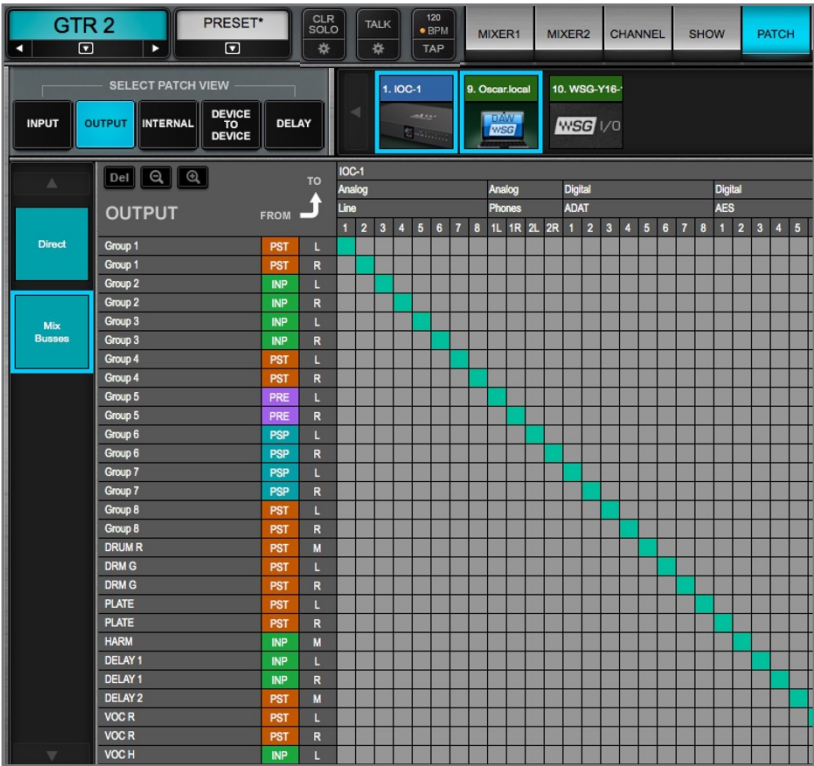 GTR 2
PRESET*
CLR SOLO
TALK
120
BPM
TAP
MIXER1
MIXER2
CHANNEL
SHOW
PATCH
SELECT PATCH VIEW
INPUT
OUTPUT
INTERNAL
DEVICE TO DEVICE
DELAY
1. IOC-1
9. Oscar.local
DAW
WSG
10. WSG-Y16-
WSG I/O
Del
TO
OUTPUT
FROM
IOC-1
Analog Analog Digital Digital
Line Phones ADAT AES
1 2 3 4 5 6 7 8 1L 1R 2L 2R 1 2 3 4 5 6 7 8 1 2 3 4 5
Direct
Mix Busses
Group 1 PST L
Group 1 PST R
Group 2 INP L
Group 2 INP R
Group 3 INP L
Group 3 INP R
Group 4 PST L
Group 4 PST R
Group 5 PRE L
Group 5 PRE R
Group 6 PSP L
Group 6 PSP R
Group 7 PSP L
Group 7 PSP R
Group 8 PST L
Group 8 PST R
DRUM R PST M
DRM G PST L
DRM G PST R
PLATE PST L
PLATE PST R
HARM INP M
DELAY 1 INP L
DELAY 1 INP R
DELAY 2 PST M
VOC R PST L
VOC R PST R
VOC H INP L